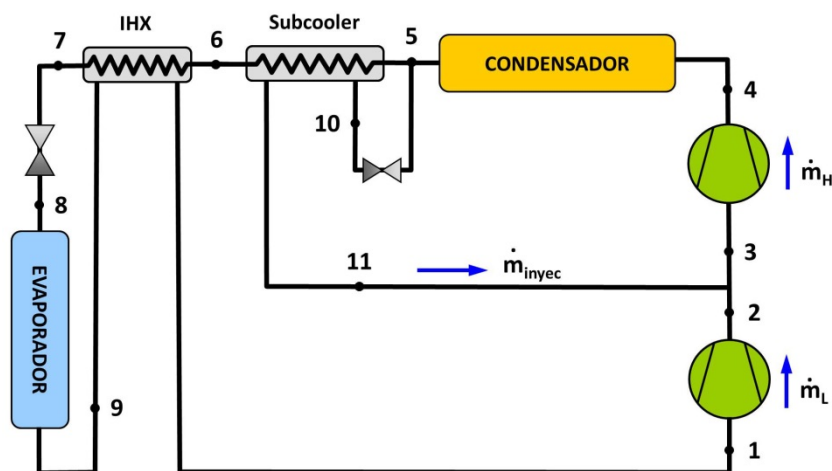 IHX
Subcooler
7
6
5
CONDENSADOR
4
10
ṁH
8
3
11
ṁinyec
2
EVAPORADOR
9
ṁL
1